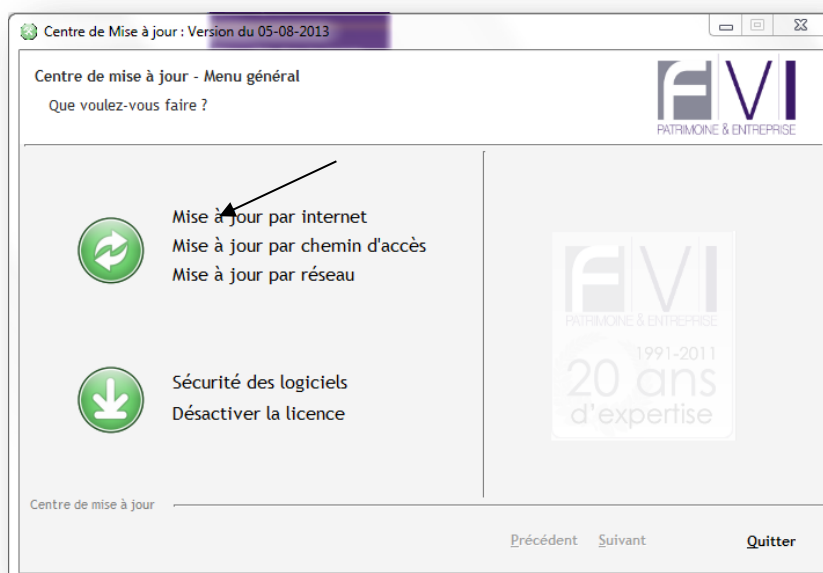 Centre de Mise à jour : Version du 05-08-2013
Centre de mise à jour - Menu général
Que voulez-vous faire ?
FVI
PATRIMOINE & ENTREPRISE
Mise à jour par internet
Mise à jour par chemin d'accès
Mise à jour par réseau
Sécurité des logiciels
Désactiver la licence
FVI
PATRIMOINE & ENTREPRISE
1991-2011
20 ans
d'expertise
Centre de mise à jour
Précédent Suivant Quitter